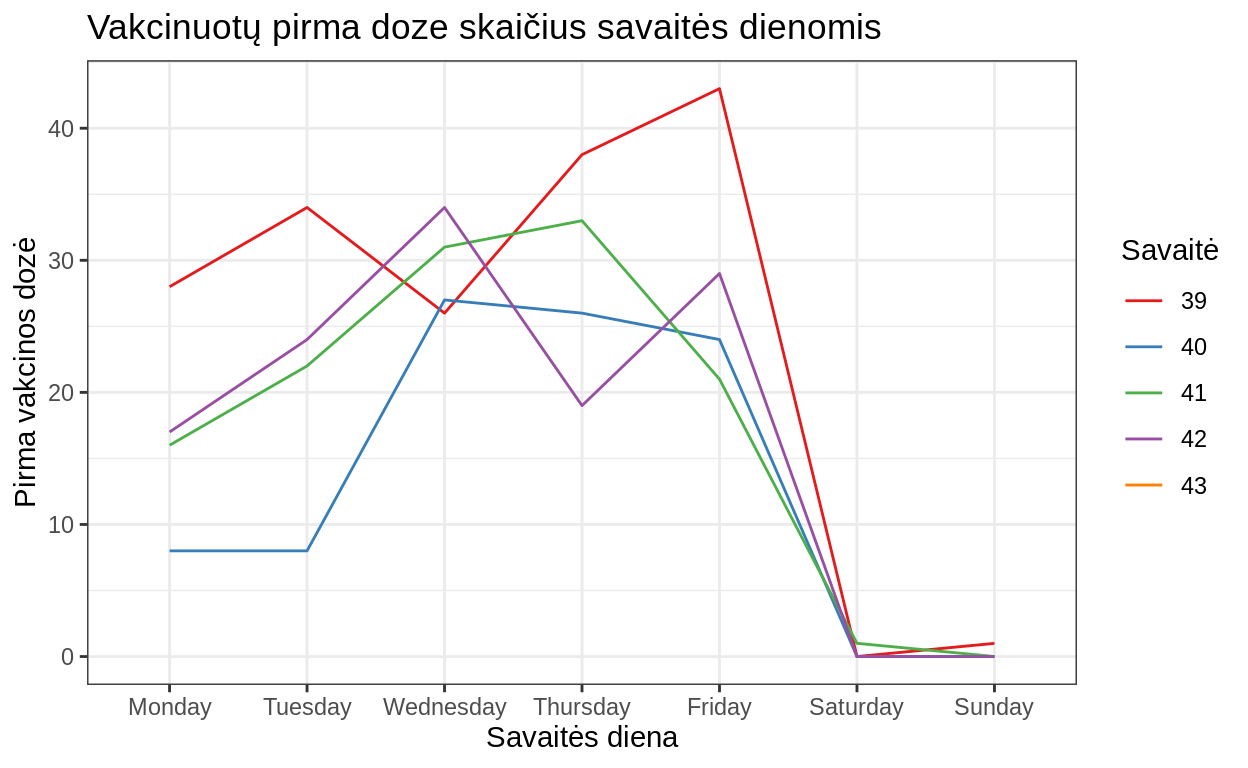 Vakcinuotų pirma doze skaičius savaitės dienomis
Pirma vakcinos dozė
40
30
20
10
0
Monday Tuesday Wednesday Thursday Friday Saturday Sunday
Savaitės diena
Savaitė
39
40
41
42
43